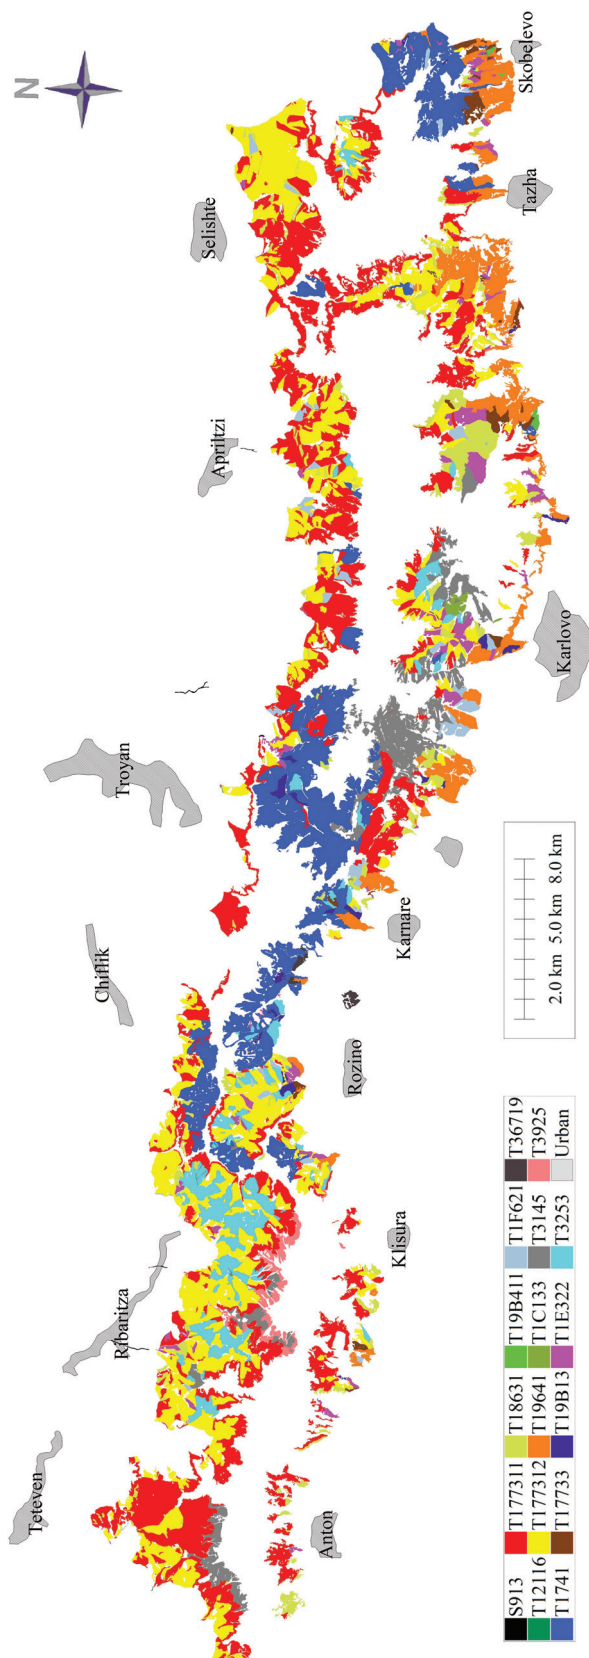 N
Teteven
Ribaritza
Chiflik
Troyan
Apriltzi
Selishte
Anton
Klisura
Rozino
Karnare
Karlovo
Tazha
Skobelevo
S913 T177311 T18631 T19B411 T1F621 T36719
T12116 T177312 T19641 T1C133 T3145 T3925
T1741 T17733 T19B13 T1E322 T3253 Urban
2.0 km 5.0 km 8.0 km